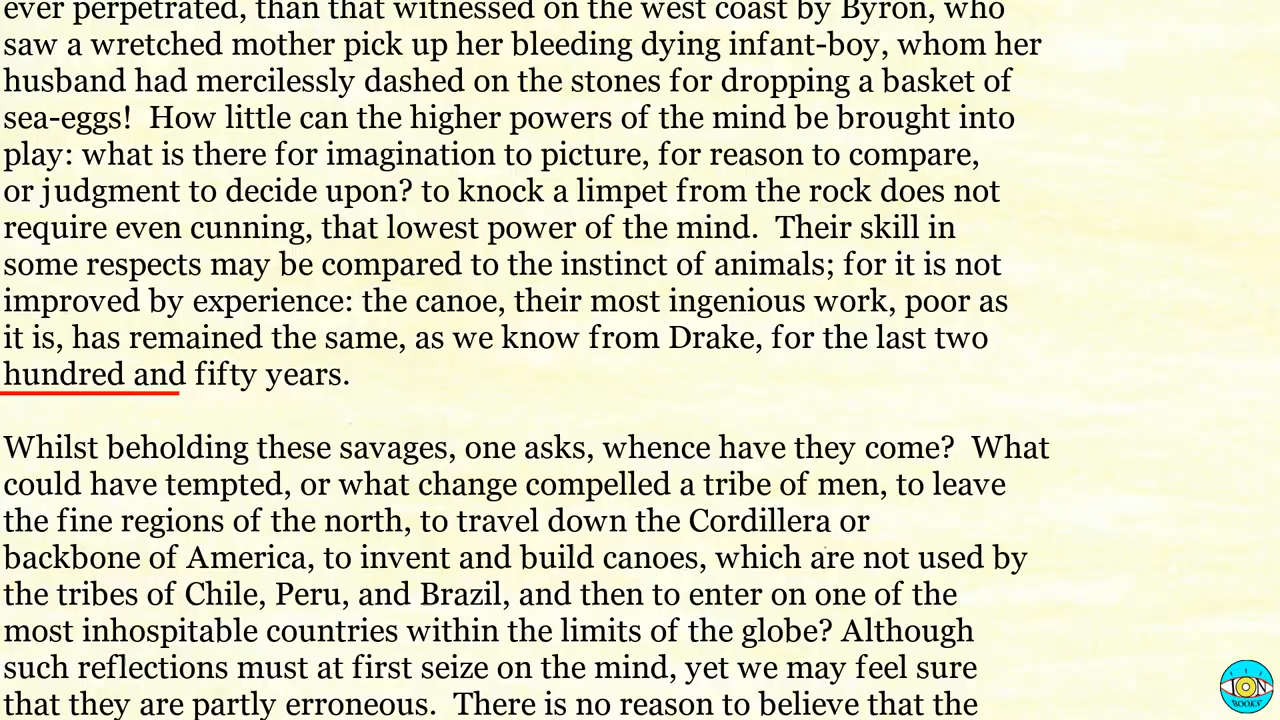 ever perpetrated, than that witnessed on the west coast by Byron, who
saw a wretched mother pick up her bleeding dying infant-boy, whom her
husband had mercilessly dashed on the stones for dropping a basket of
sea-eggs!  How little can the higher powers of the mind be brought into
play: what is there for imagination to picture, for reason to compare,
or judgment to decide upon? to knock a limpet from the rock does not
require even cunning, that lowest power of the mind.  Their skill in
some respects may be compared to the instinct of animals; for it is not
improved by experience: the canoe, their most ingenious work, poor as
it is, has remained the same, as we know from Drake, for the last two
hundred and fifty years.
Whilst beholding these savages, one asks, whence have they come?  What
could have tempted, or what change compelled a tribe of men, to leave
the fine regions of the north, to travel down the Cordillera or
backbone of America, to invent and build canoes, which are not used by
the tribes of Chile, Peru, and Brazil, and then to enter on one of the
most inhospitable countries within the limits of the globe? Although
such reflections must at first seize on the mind, yet we may feel sure
that they are partly erroneous.  There is no reason to believe that the
ION
BOOKS